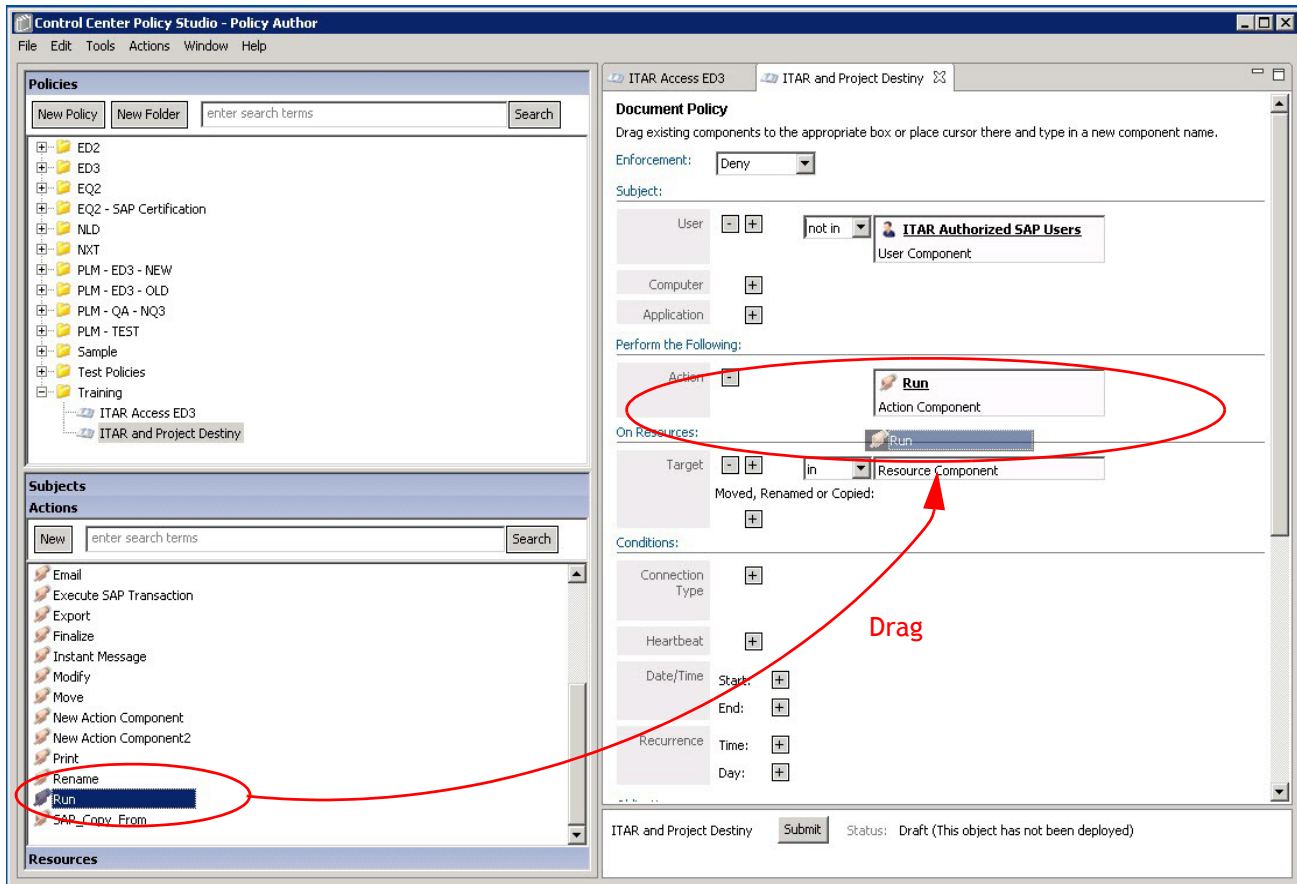 Control Center Policy Studio - Policy Author
File Edit Tools Actions Window Help
Policies
New Policy New Folder enter search terms Search
ED2
ED3
EQ2
EQ2 - SAP Certification
NLD
NXT
PLM - ED3 - NEW
PLM - ED3 - OLD
PLM - QA - NQ3
PLM - TEST
Sample
Test Policies
Training
ITAR Access ED3
ITAR and Project Destiny
Subjects
Actions
New enter search terms Search
Email
Execute SAP Transaction
Export
Finalize
Instant Message
Modify
Move
New Action Component
New Action Component2
Print
Rename
Run
SAP_Copy_From
Resources
ITAR Access ED3 ITAR and Project Destiny
Document Policy
Drag existing components to the appropriate box or place cursor there and type in a new component name.
Enforcement: Deny
Subject:
User - + not in ITAR Authorized SAP Users
User Component
Computer +
Application +
Perform the Following:
Action - Run
Action Component
On Resources:
Run
Target - + in Resource Component
Moved, Renamed or Copied:
+
Conditions:
Connection Type +
Heartbeat +
Drag
Date/Time Start: +
End: +
Recurrence Time: +
Day: +
ITAR and Project Destiny Submit Status: Draft (This object has not been deployed)